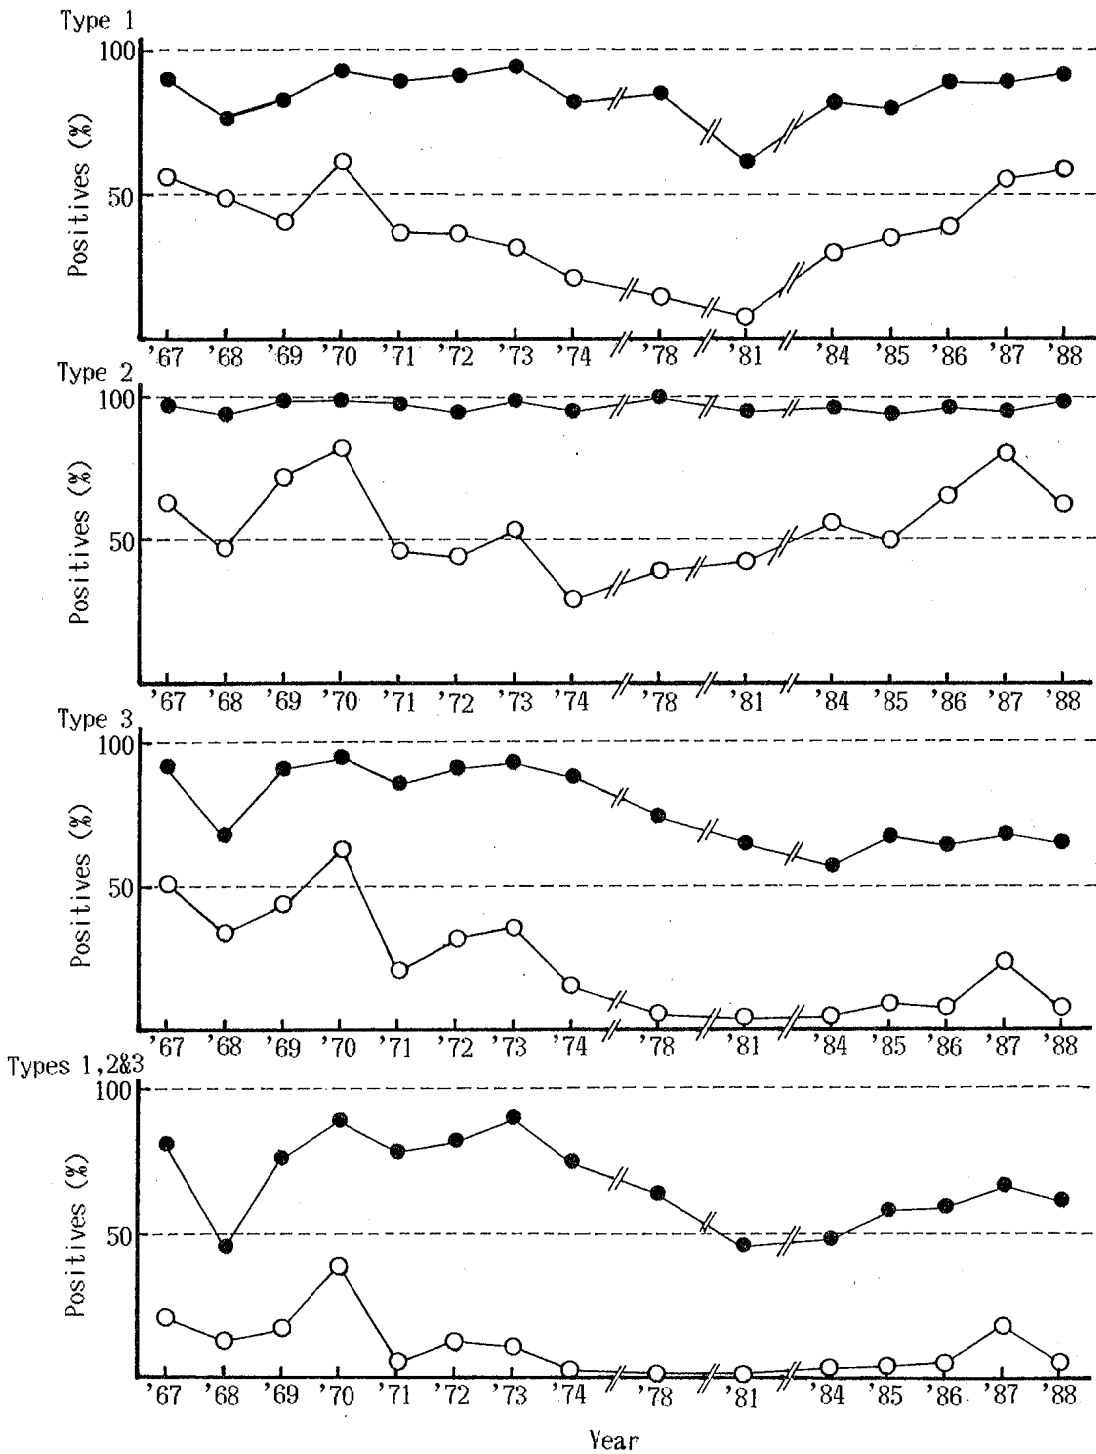 Type 1
100
50
Positives (%)
'67 '68 '69 '70 '71 '72 '73 '74 '78 '81 '84 '85 '86 '87 '88
Type 2
100
50
Positives (%)
'67 '68 '69 '70 '71 '72 '73 '74 '78 '81 '84 '85 '86 '87 '88
Type 3
100
50
Positives (%)
'67 '68 '69 '70 '71 '72 '73 '74 '78 '81 '84 '85 '86 '87 '88
Types 1,2&3
100
50
Positives (%)
'67 '68 '69 '70 '71 '72 '73 '74 '78 '81 '84 '85 '86 '87 '88
Year